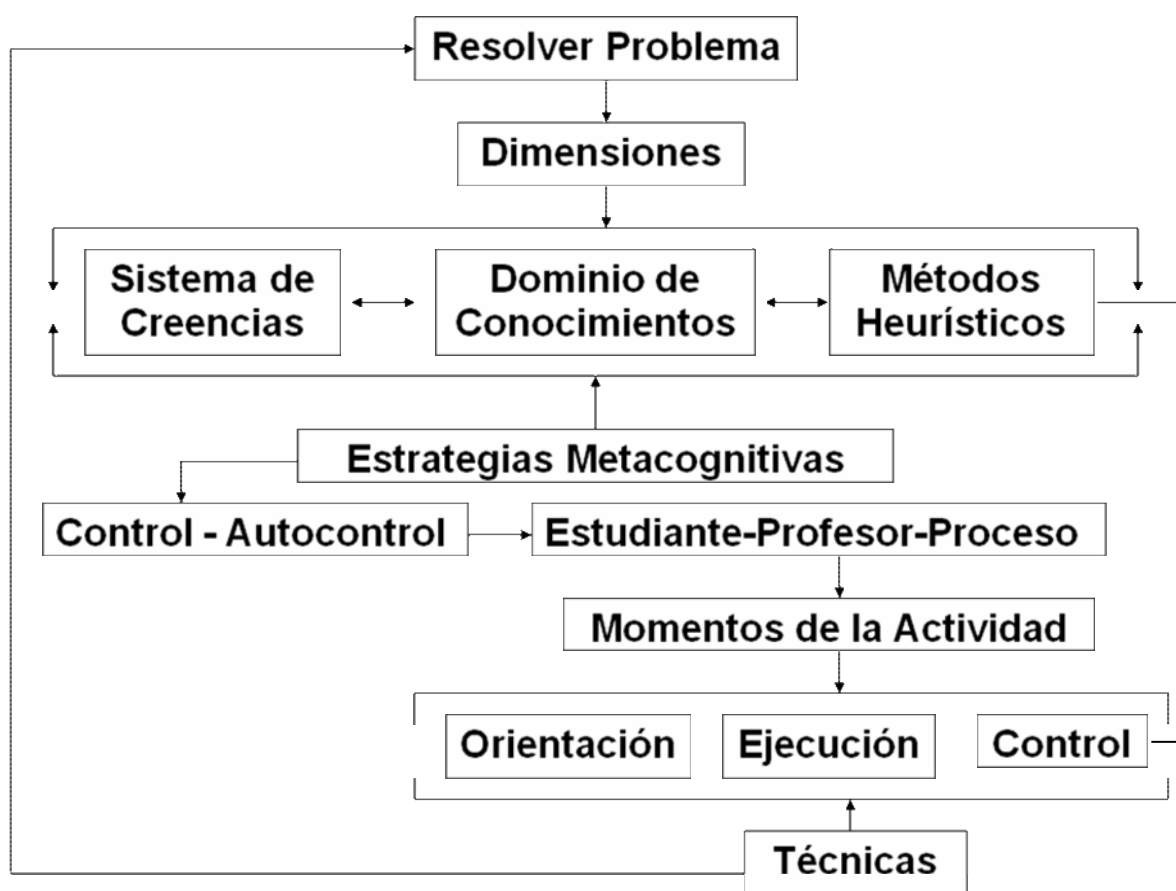 Resolver Problema
Dimensiones
Sistema de
Creencias
Dominio de
Conocimientos
Métodos
Heurísticos
Estrategias Metacognitivas
Control - Autocontrol
Estudiante-Profesor-Proceso
Momentos de la Actividad
Orientación
Ejecución
Control
Técnicas